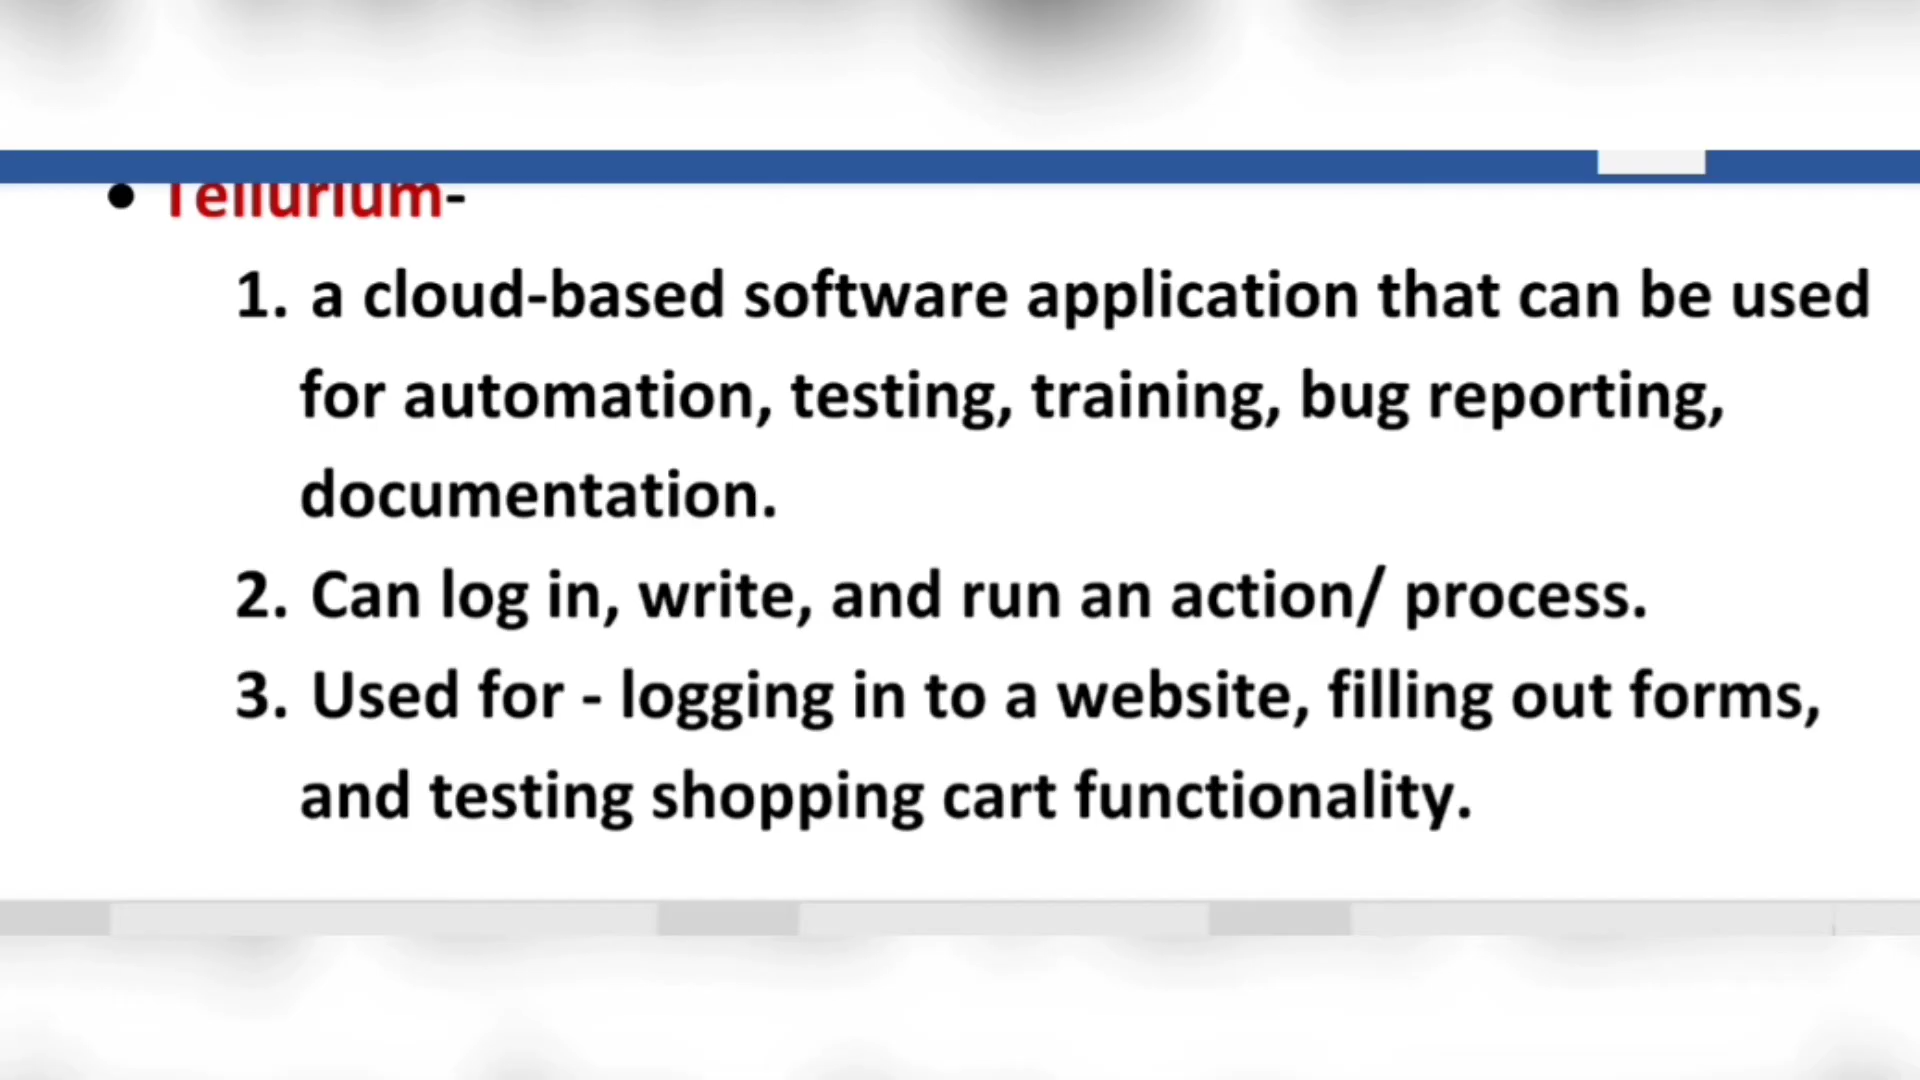 • Tellurium-
1. a cloud-based software application that can be used
for automation, testing, training, bug reporting,
documentation.
2. Can log in, write, and run an action/ process.
3. Used for - logging in to a website, filling out forms,
and testing shopping cart functionality.